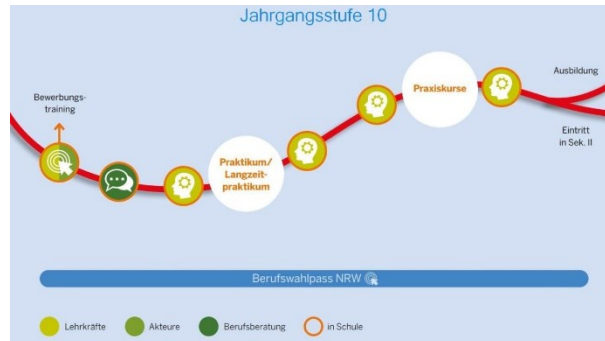 Jahrgangsstufe 10
Bewerbungs-
training
Praktikum/
Langzeit-
praktikum
Praxiskurse
Ausbildung
Eintritt
in Sek. II
Berufswahlpass NRW
Lehrkräfte
Akteure
Berufsberatung
in Schule